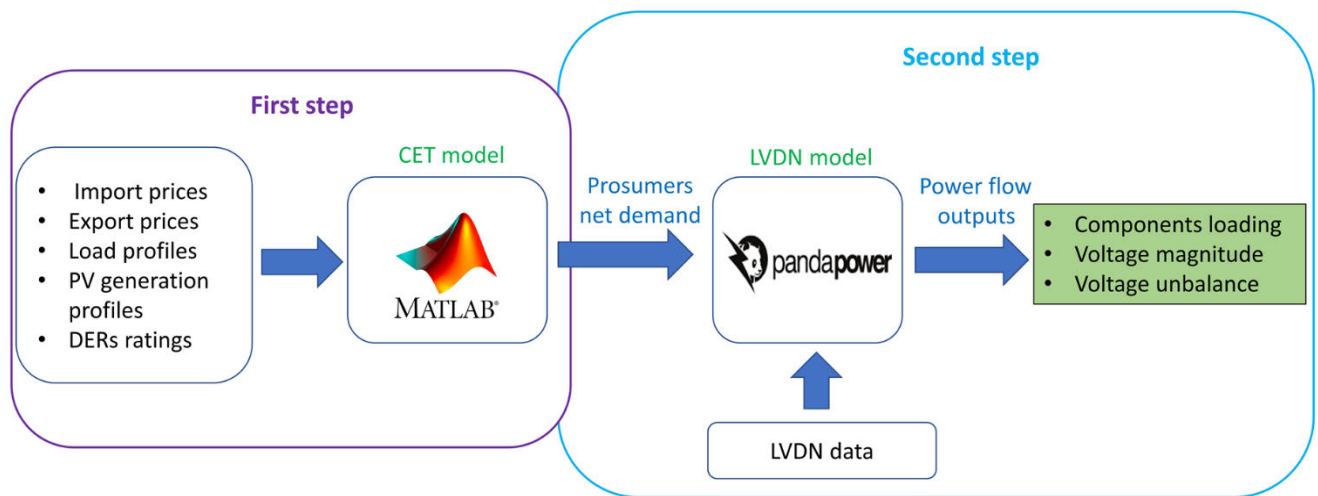 First step
• Import prices
• Export prices
• Load profiles
• PV generation
profiles
• DERs ratings
CET model
MATLAB®
Prosumers
net demand
Second step
LVDN model
pandapower
LVDN data
Power flow
outputs
• Components loading
• Voltage magnitude
• Voltage unbalance